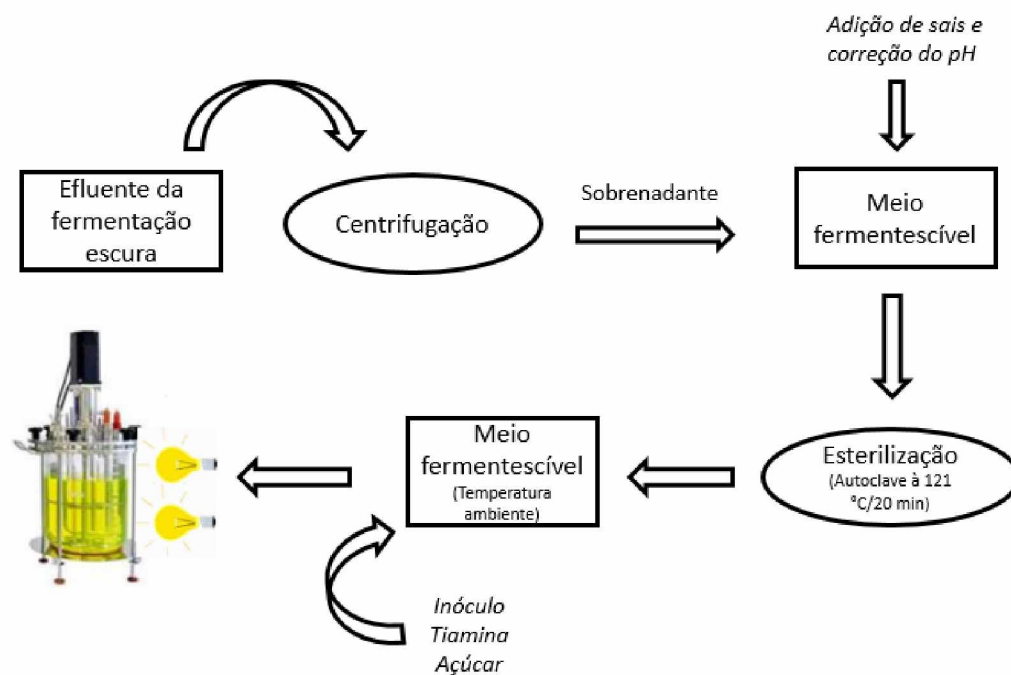 Adição de sais e
correção do pH
Efluente da
fermentação
escura
Centrifugação
Sobrenadante
Meio
fermentescível
Esterilização
(Autoclave à 121
ºC/20 min)
Meio
fermentescível
(Temperatura
ambiente)
Inóculo
Tiamina
Açúcar